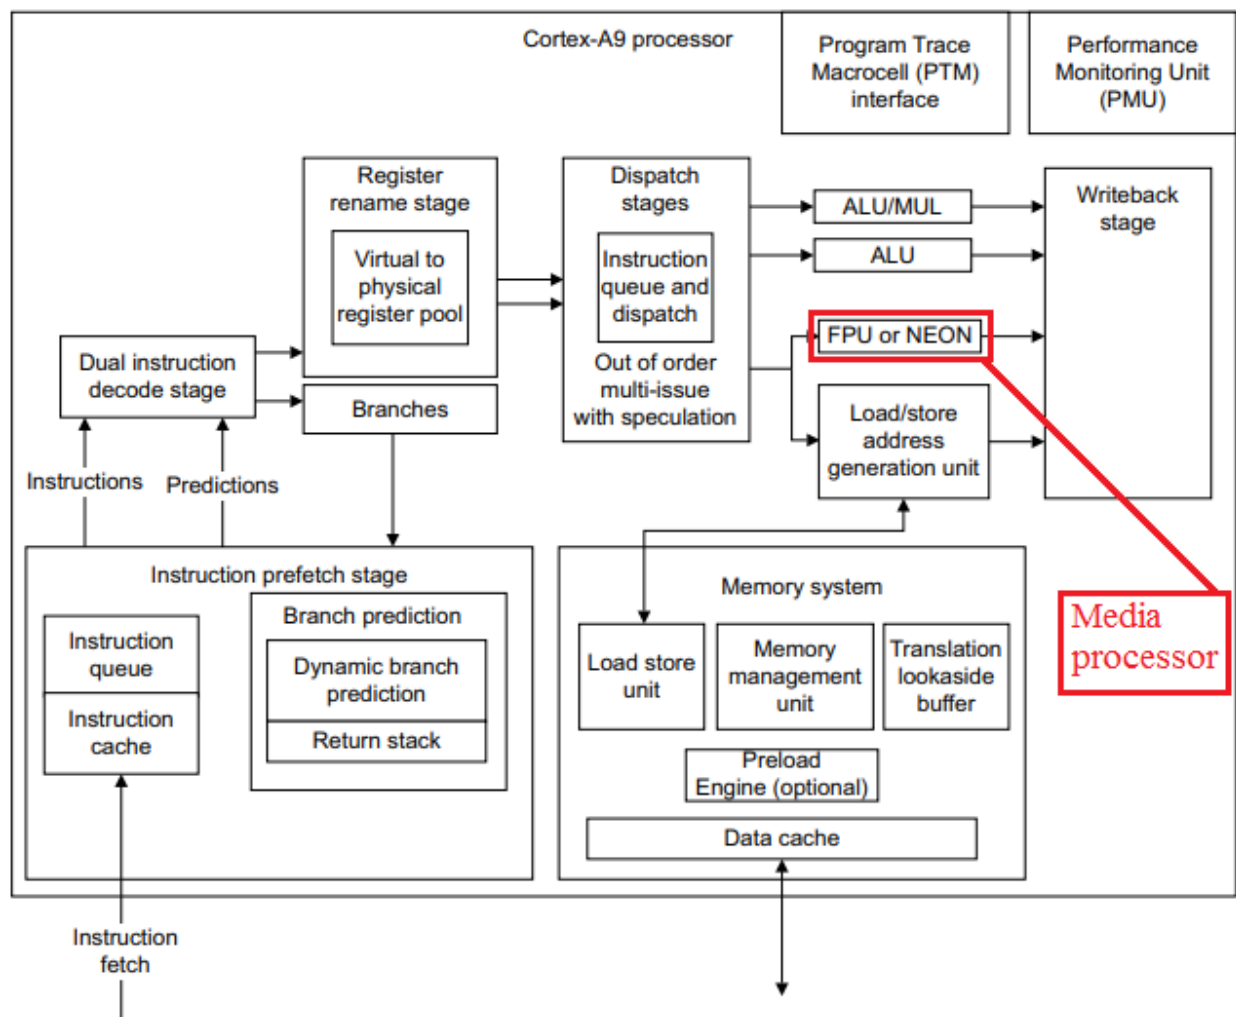 Cortex-A9 processor
Program Trace
Macrocell (PTM)
interface
Performance
Monitoring Unit
(PMU)
Register
rename stage
Virtual to
physical
register pool
Dispatch
stages
Instruction
queue and
dispatch
Out of order
multi-issue
with speculation
ALU/MUL
ALU
FPU or NEON
Load/store
address
generation unit
Writeback
stage
Dual instruction
decode stage
Branches
Instructions
Predictions
Instruction prefetch stage
Instruction
queue
Instruction
cache
Branch prediction
Dynamic branch
prediction
Return stack
Memory system
Load store
unit
Memory
management
unit
Translation
lookaside
buffer
Preload
Engine (optional)
Data cache
Media
processor
Instruction
fetch